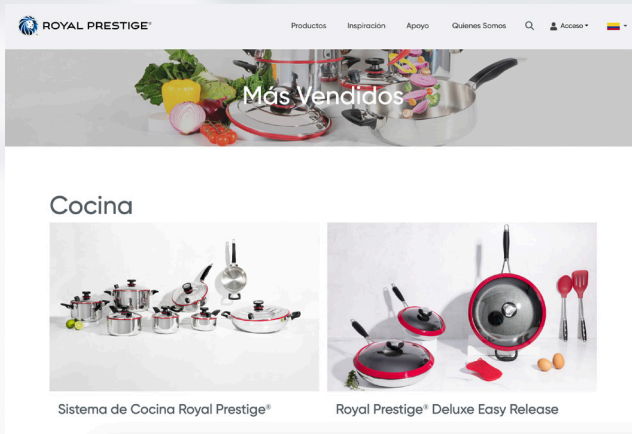 ROYAL PRESTIGE®
Productos Inspiracion Apoyo Quienes Somos Acceso
Más Vendidos
Cocina
Sistema de Cocina Royal Prestige®
Royal Prestige® Deluxe Easy Release